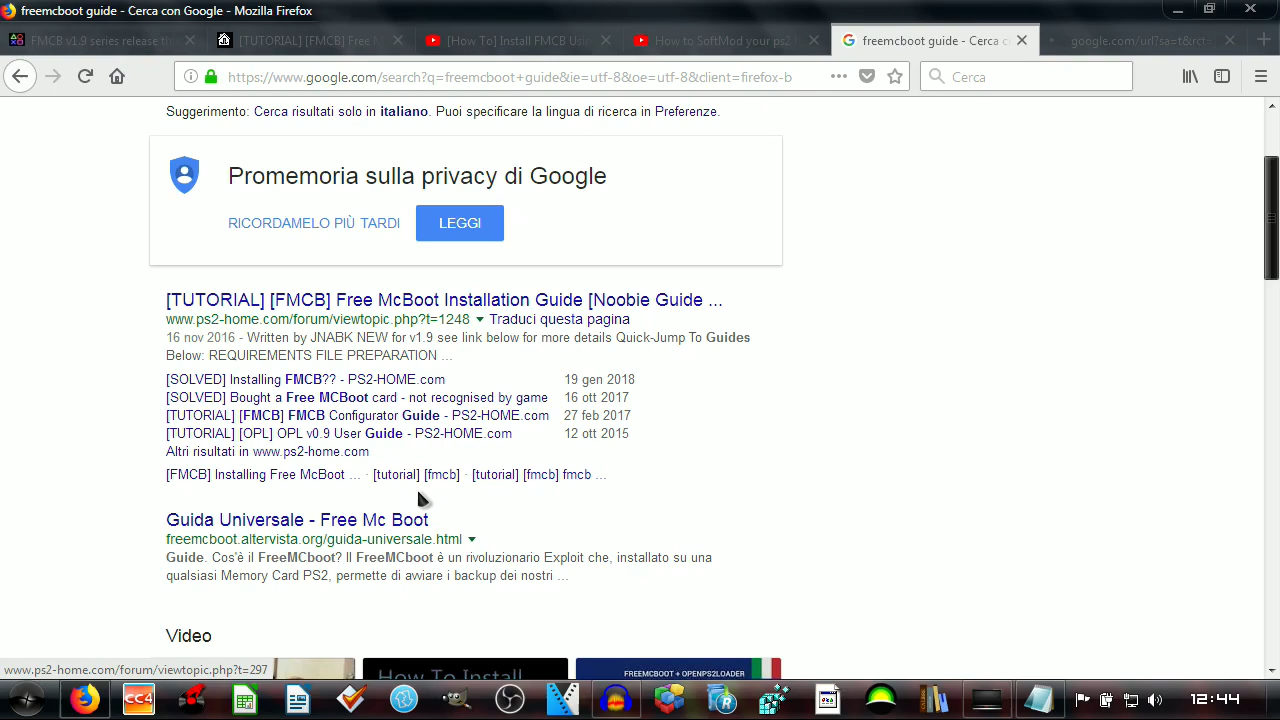 freemcboot guide - Cerca con Google - Mozilla Firefox
FMCB v1.9 series release th
[TUTORIAL] [FMCB] Free M
[How To] Install FMCB Usin
How to SoftMod your ps2
freemcboot guide - Cerca c
google.com/url?sa=t&rct=
https://www.google.com/search?q=freemcboot+guide&ie=utf-8&oe=utf-8&client=firefox-b
Cerca
Suggerimento: Cerca risultati solo in italiano. Puoi specificare la lingua di ricerca in Preferenze.
Promemoria sulla privacy di Google
RICORDAMELO PIÙ TARDI
LEGGI
[TUTORIAL] [FMCB] Free McBoot Installation Guide [Noobie Guide ...
www.ps2-home.com/forum/viewtopic.php?t=1248 Traduci questa pagina
16 nov 2016 - Written by JNABK NEW for v1.9 see link below for more details Quick-Jump To Guides
Below: REQUIREMENTS FILE PREPARATION ...
[SOLVED] Installing FMCB?? - PS2-HOME.com 19 gen 2018
[SOLVED] Bought a Free MCBoot card - not recognised by game 16 ott 2017
[TUTORIAL] [FMCB] FMCB Configurator Guide - PS2-HOME.com 27 feb 2017
[TUTORIAL] [OPL] OPL v0.9 User Guide - PS2-HOME.com 12 ott 2015
Altri risultati in www.ps2-home.com
[FMCB] Installing Free McBoot ... · [tutorial] [fmcb] · [tutorial] [fmcb] fmcb ...
Guida Universale - Free Mc Boot
freemcboot.altervista.org/guida-universale.html
Guide. Cos'è il FreeMCboot? Il FreeMCboot è un rivoluzionario Exploit che, installato su una
qualsiasi Memory Card PS2, permette di avviare i backup dei nostri ...
Video
www.ps2-home.com/forum/viewtopic.php?t=297
How To Install
FREEMCBOOT + OPENPS2LOADER
CC4
12:44